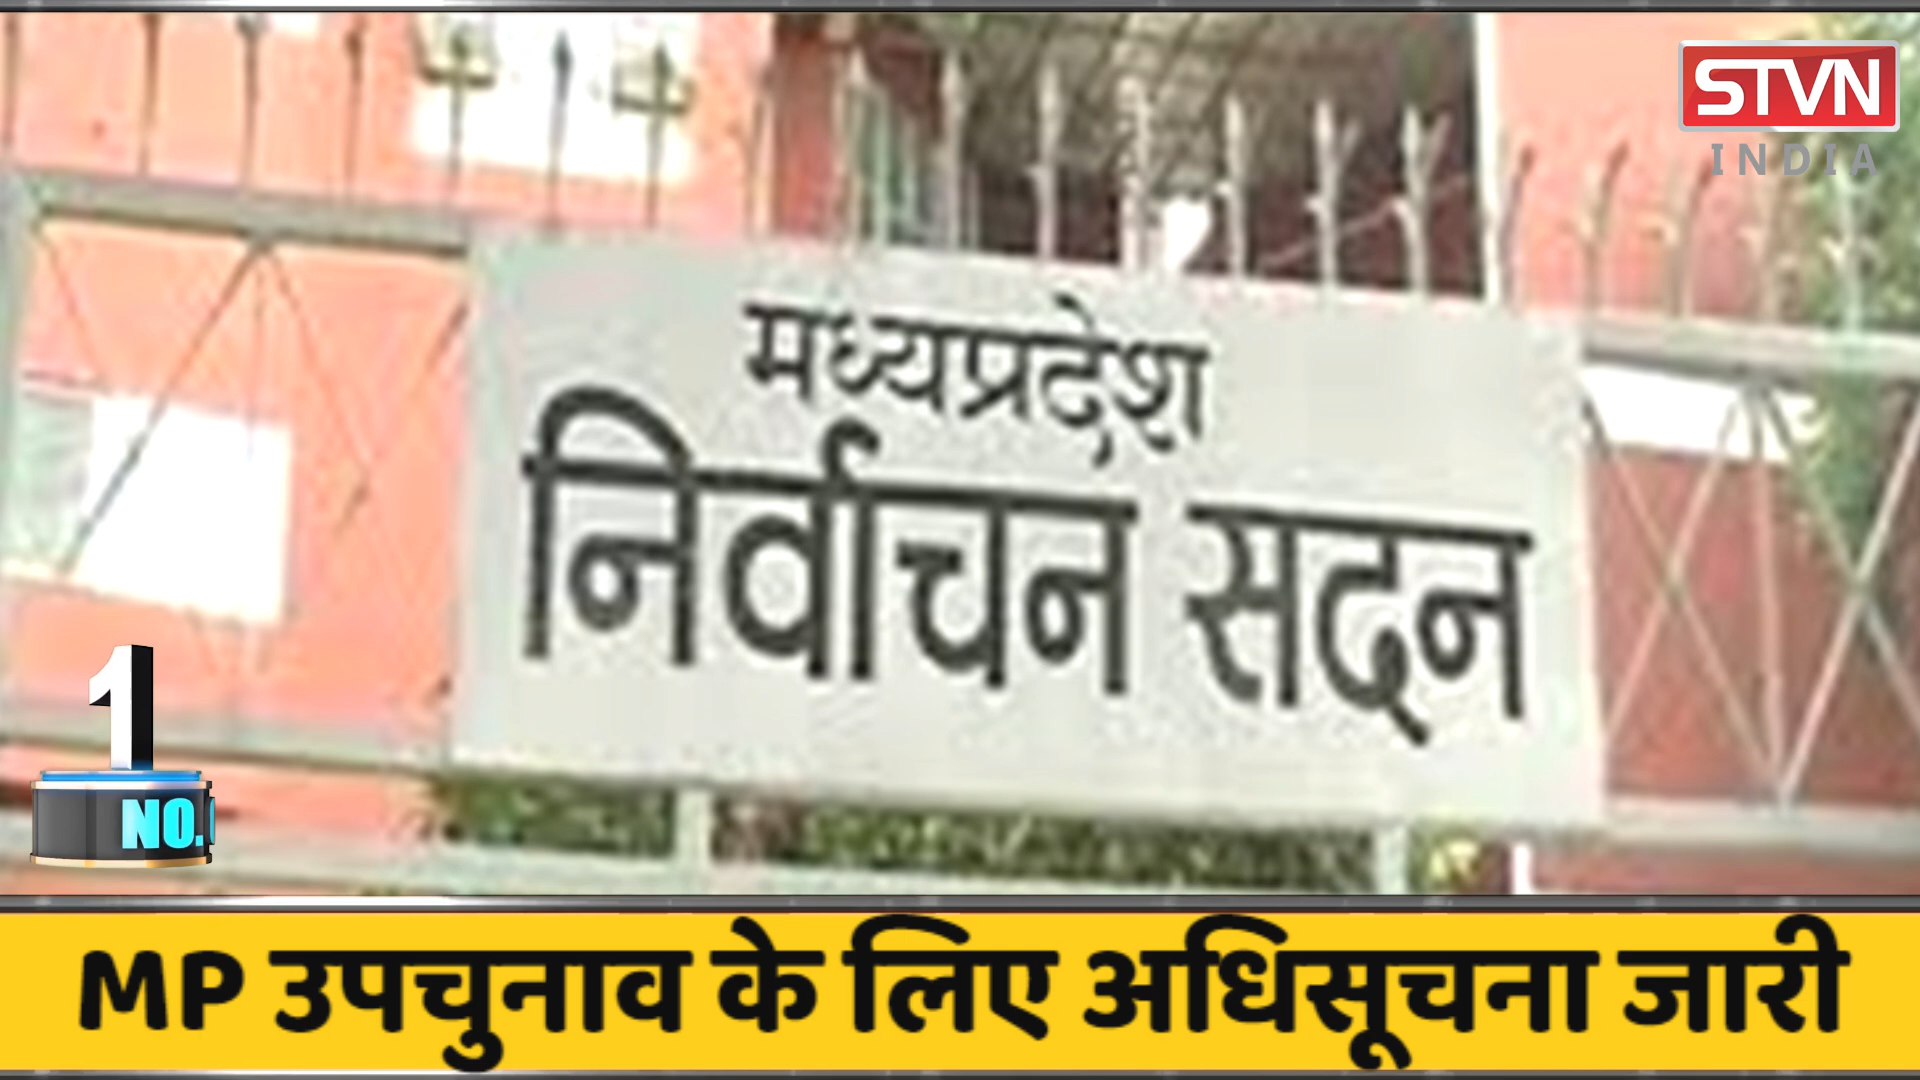 STVN
INDIA
मध्यप्रदेश
निर्वाचन सदन
1
NO.
MP उपचुनाव के लिए अधिसूचना जारी